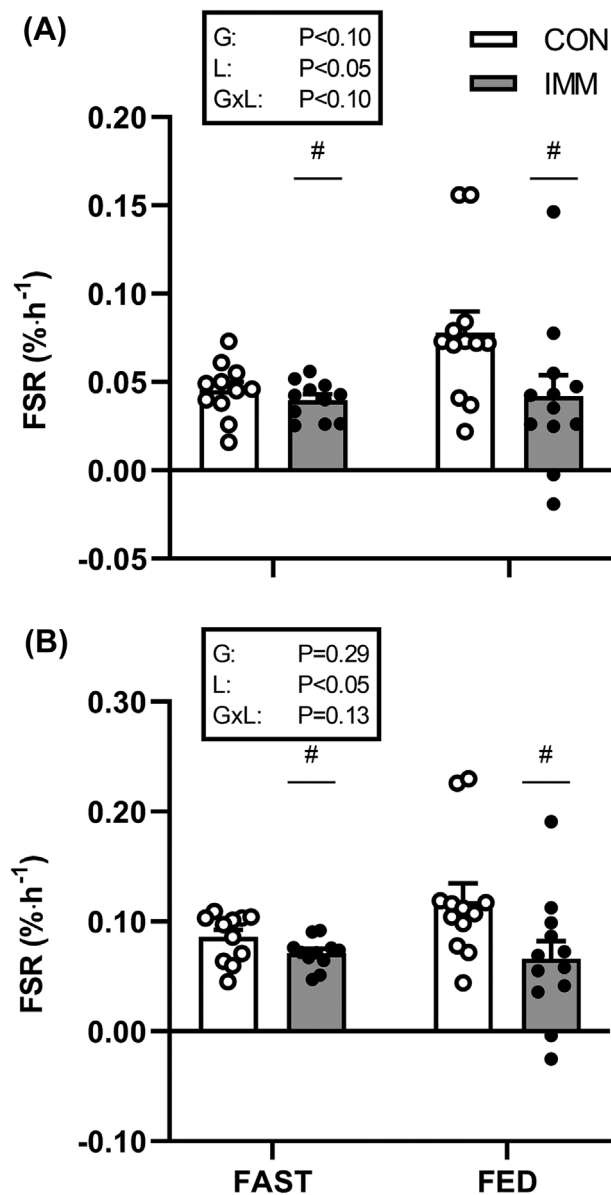 (A)
G: P<0.10
L: P<0.05
GxL: P<0.10
CON
IMM
0.20
0.15
0.10
0.05
0.00
-0.05
FSR (%·h⁻¹)
# #
(B)
G: P=0.29
L: P<0.05
GxL: P=0.13
0.30
0.20
0.10
0.00
-0.10
FSR (%·h⁻¹)
# #
FAST FED